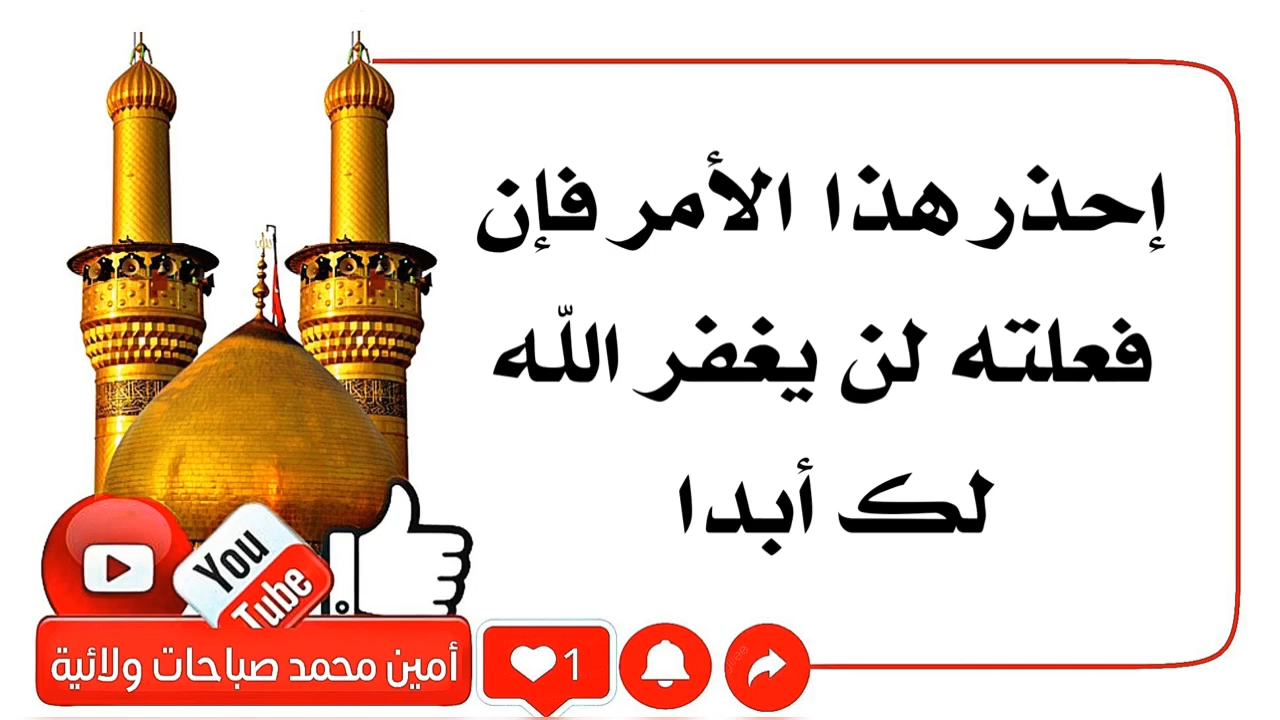 إحذر هذا الأمر فإن
فعلته لن يغفر الله
لك أبدا
You
Tube
أمين محمد صباحات ولائية
1